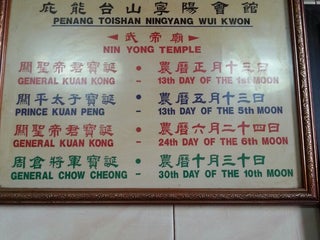 庇能台山寧陽會舘
PENANG TOISHAN NINGYANG WUI KWON
武帝廟
NIN YONG TEMPLE
關聖帝君寶誕 • 農曆正月十三日
GENERAL KUAN KONG - 13th DAY OF THE 1st MOON
關平太子寶誕 • 農曆五月十三日
PRINCE KUAN PENG - 13th DAY OF THE 5th MOON
關聖帝君寶誕 • 農曆六月二十四日
GENERAL KUAN KONG - 24th DAY OF THE 6th MOON
周倉將軍寶誕 • 農曆十月三十日
GENERAL CHOW CHEONG - 30th DAY OF THE 10th MOON